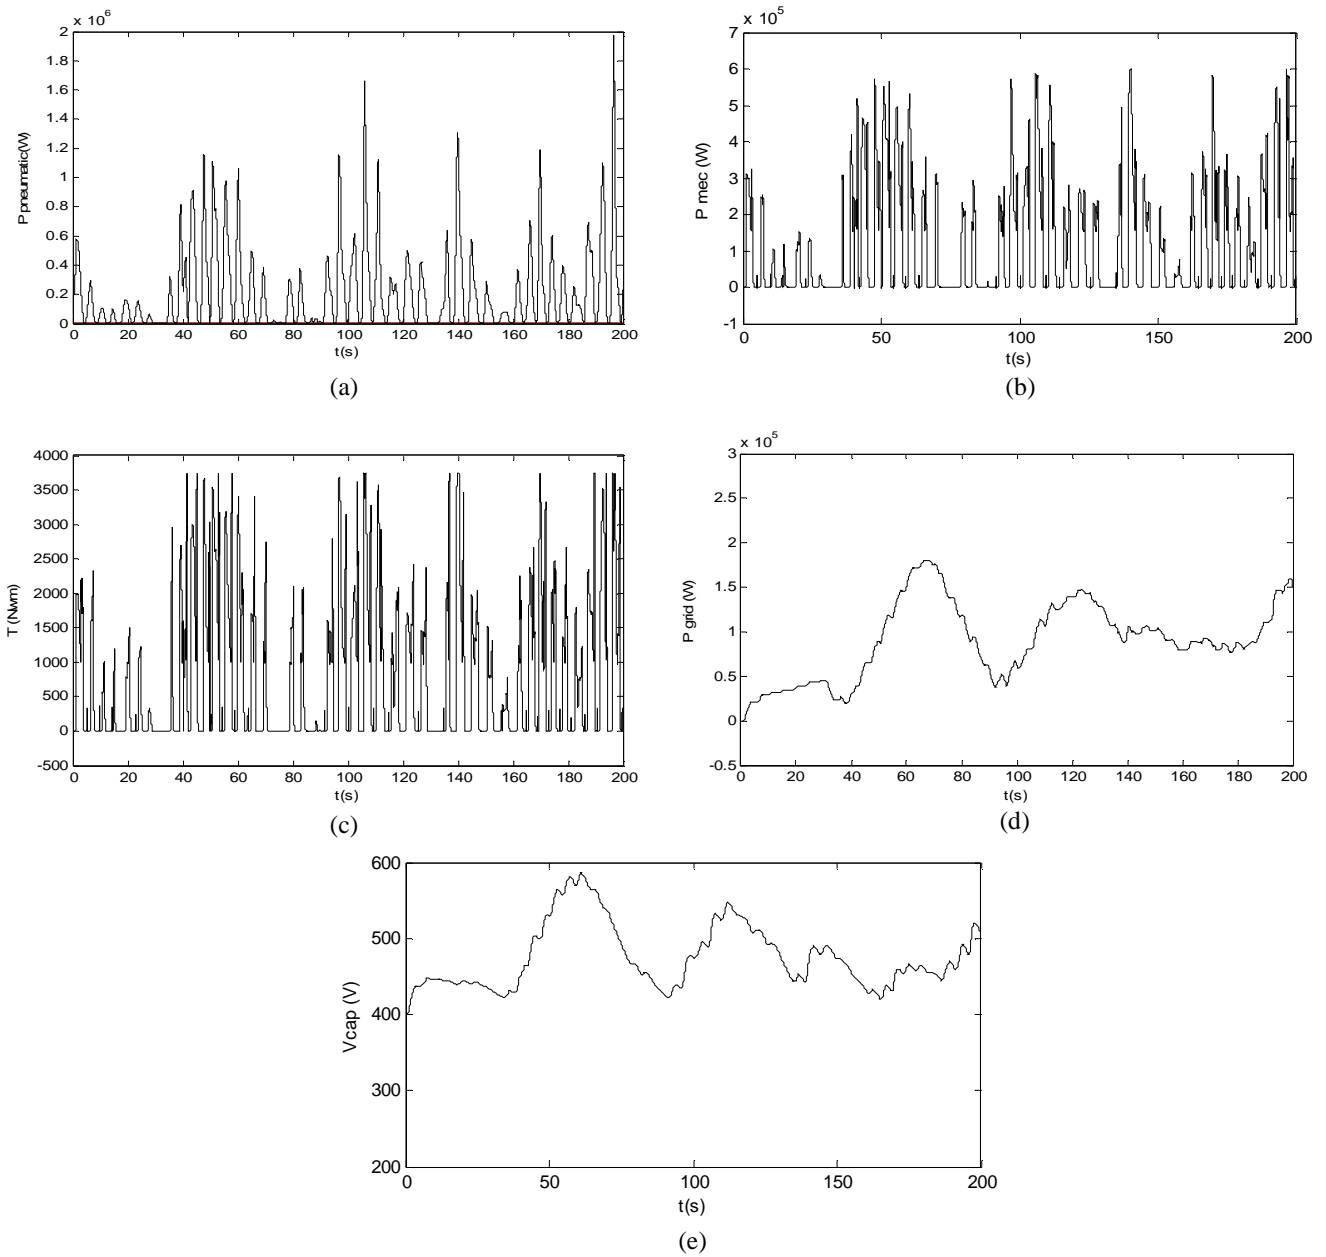 x 10^6
2
1.8
1.6
1.4
1.2
1
0.8
0.6
0.4
0.2
0
P pneumatic(W)
0 20 40 60 80 100 120 140 160 180 200
t(s)
(a)
x 10^5
7
6
5
4
3
2
1
0
-1
P mec (W)
0 50 100 150 200
t(s)
(b)
4000
3500
3000
2500
2000
1500
1000
500
0
-500
T (Nwm)
0 20 40 60 80 100 120 140 160 180 200
t(s)
(c)
x 10^5
3
2.5
2
1.5
1
0.5
0
-0.5
P grid (W)
0 20 40 60 80 100 120 140 160 180 200
t(s)
(d)
600
500
400
300
200
Vcap (V)
0 50 100 150 200
t(s)
(e)